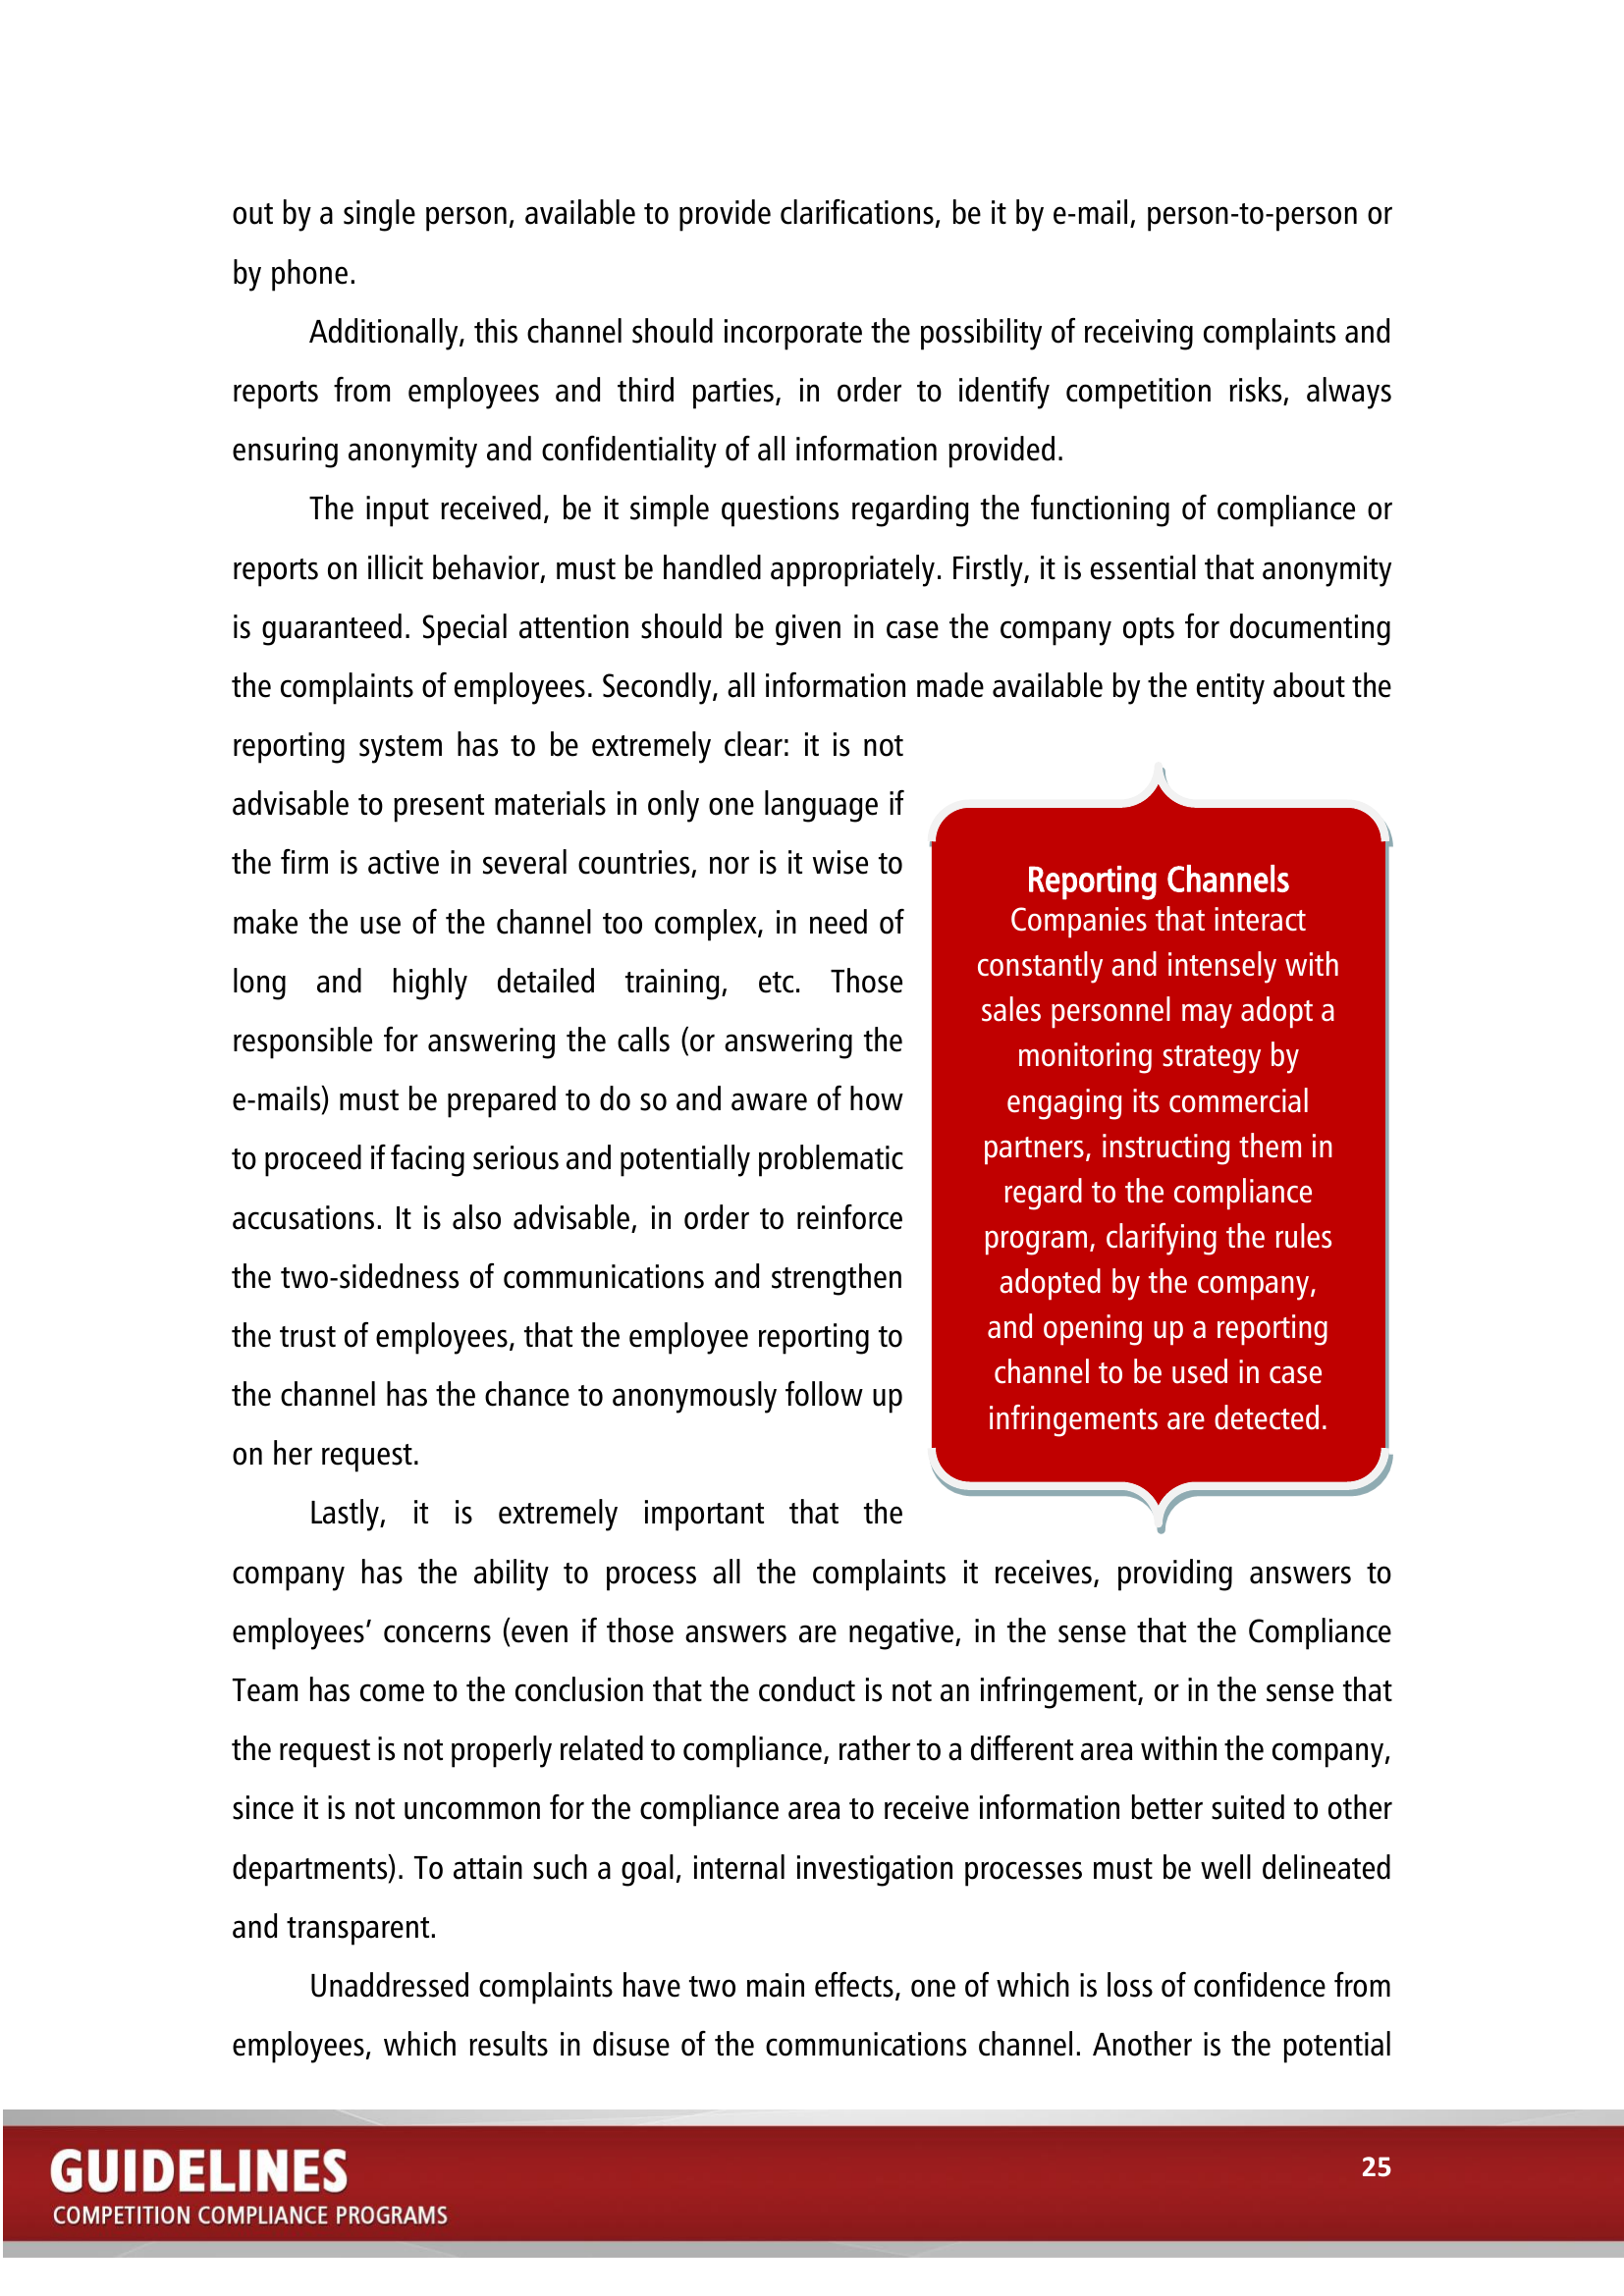 out by a single person, available to provide clarifications, be it by e-mail, person-to-person or
by phone.
Additionally, this channel should incorporate the possibility of receiving complaints and
reports from employees and third parties, in order to identify competition risks, always
ensuring anonymity and confidentiality of all information provided.
The input received, be it simple questions regarding the functioning of compliance or
reports on illicit behavior, must be handled appropriately. Firstly, it is essential that anonymity
is guaranteed. Special attention should be given in case the company opts for documenting
the complaints of employees. Secondly, all information made available by the entity about the
reporting system has to be extremely clear: it is not
advisable to present materials in only one language if
the firm is active in several countries, nor is it wise to
make the use of the channel too complex, in need of
long and highly detailed training, etc. Those
responsible for answering the calls (or answering the
e-mails) must be prepared to do so and aware of how
to proceed if facing serious and potentially problematic
accusations. It is also advisable, in order to reinforce
the two-sidedness of communications and strengthen
the trust of employees, that the employee reporting to
the channel has the chance to anonymously follow up
on her request.
Reporting Channels
Companies that interact
constantly and intensely with
sales personnel may adopt a
monitoring strategy by
engaging its commercial
partners, instructing them in
regard to the compliance
program, clarifying the rules
adopted by the company,
and opening up a reporting
channel to be used in case
infringements are detected.
Lastly, it is extremely important that the
company has the ability to process all the complaints it receives, providing answers to
employees’ concerns (even if those answers are negative, in the sense that the Compliance
Team has come to the conclusion that the conduct is not an infringement, or in the sense that
the request is not properly related to compliance, rather to a different area within the company,
since it is not uncommon for the compliance area to receive information better suited to other
departments). To attain such a goal, internal investigation processes must be well delineated
and transparent.
Unaddressed complaints have two main effects, one of which is loss of confidence from
employees, which results in disuse of the communications channel. Another is the potential
GUIDELINES
COMPETITION COMPLIANCE PROGRAMS
25